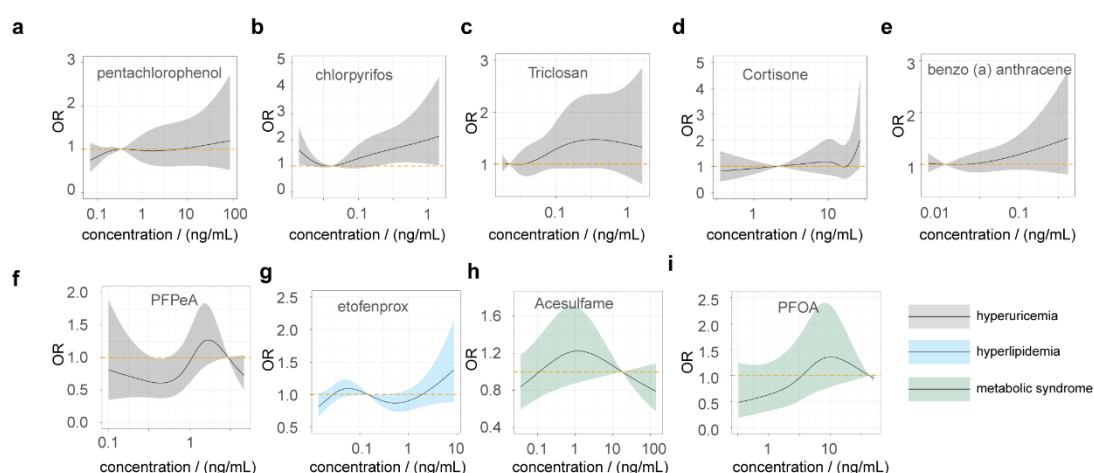 a
3
2
1
0
OR
pentachlorophenol
0.1 1 10 100
concentration / (ng/mL)
b
5
4
3
2
1
0
OR
chlorpyrifos
0.1 1
concentration / (ng/mL)
c
3
2
1
OR
Triclosan
0.1 1
concentration / (ng/mL)
d
5
4
3
2
1
0
OR
Cortisone
1 10
concentration / (ng/mL)
e
3
2
1
0
OR
benzo (a) anthracene
0.01 0.1
concentration / (ng/mL)
f
2.0
1.5
1.0
0.5
0.0
OR
PFPeA
0.1 1
concentration / (ng/mL)
g
2.5
2.0
1.5
1.0
0.5
OR
etofenprox
0.1 1 10
concentration / (ng/mL)
h
1.6
1.2
0.8
0.4
OR
Acesulfame
0.1 1 10 100
concentration / (ng/mL)
i
2.5
2.0
1.5
1.0
0.5
0.0
OR
PFOA
1 10
concentration / (ng/mL)
hyperuricemia
hyperlipidemia
metabolic syndrome